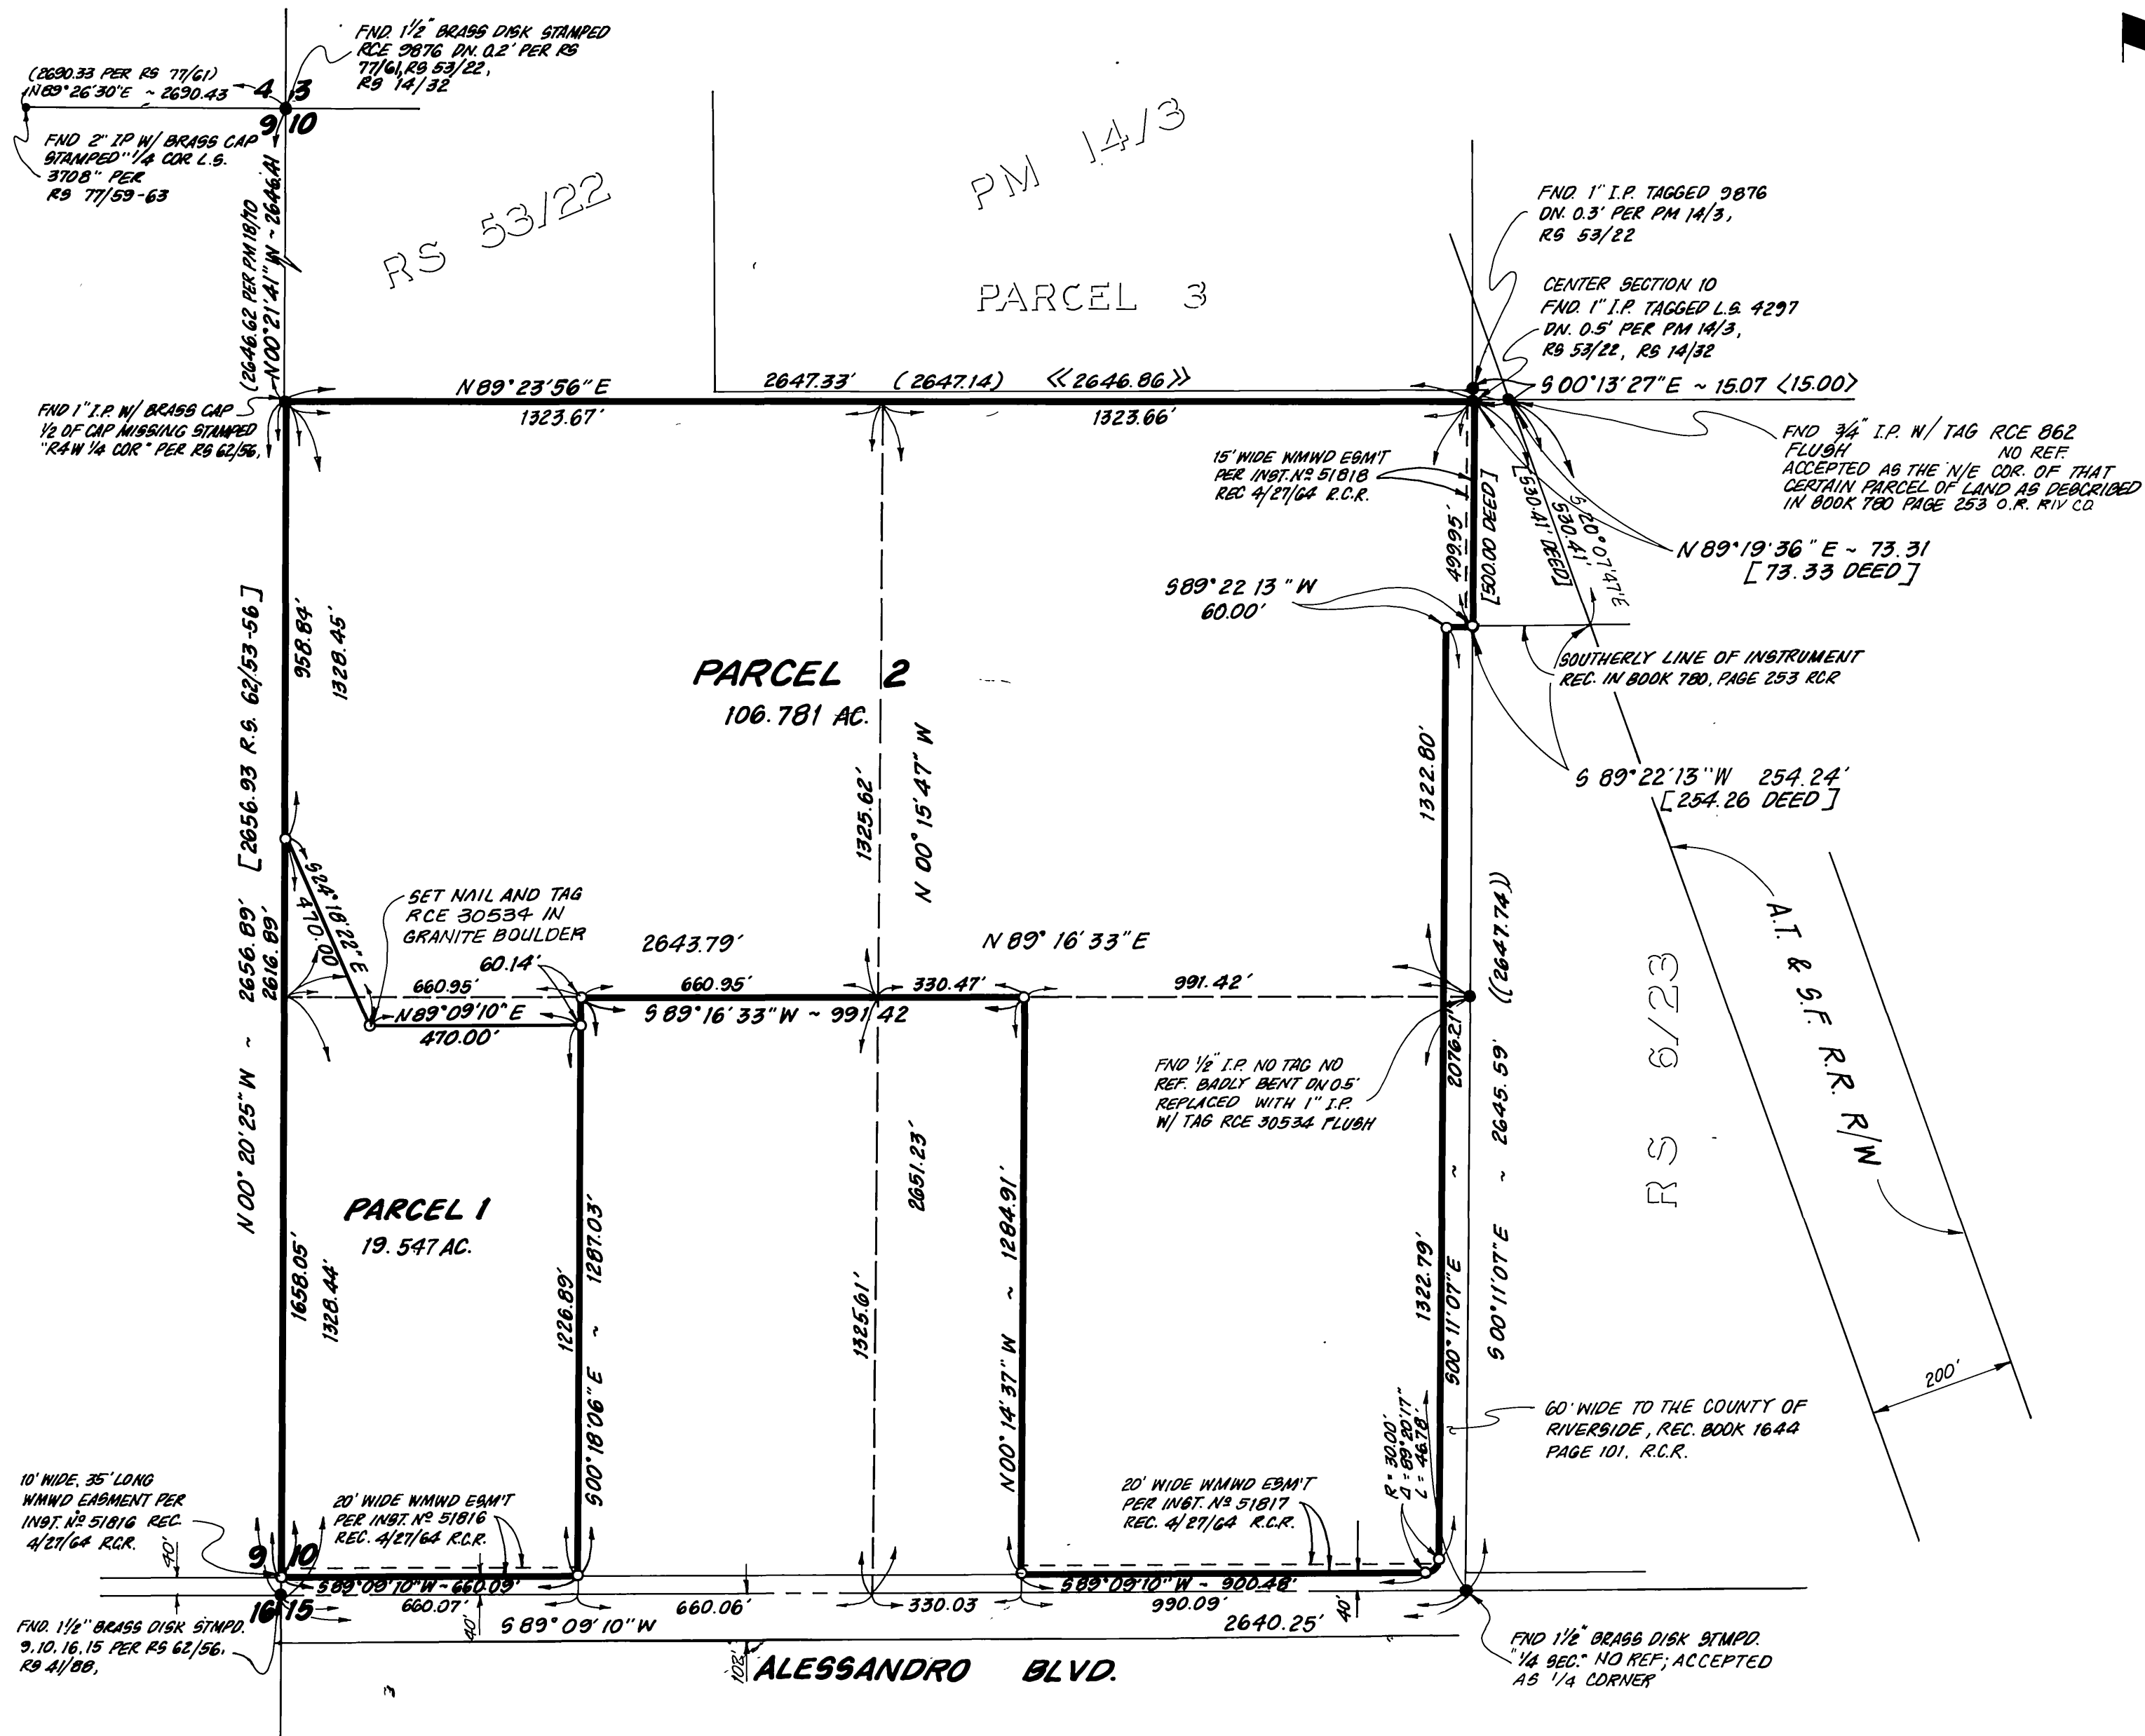 FND. 1½" BRASS DISK STAMPED
RCE 9876 DN. 0.2' PER RS
77/61, RS 53/22,
RS 14/32
(2690.33 PER RS 77/61)
N89°26'30"E ~ 2690.43
4 3
9 10
FND 2" IP W/ BRASS CAP
STAMPED "1/4 COR L.S.
3708" PER
RS 77/59-63
(2646.62 PER PM 18/70
N00°21'41"W ~ 2646.41
RS 53/22
PM 14/3
PARCEL 3
FND. 1" I.P. TAGGED 9876
DN. 0.3' PER PM 14/3,
RS 53/22
CENTER SECTION 10
FND. 1" I.P. TAGGED L.S. 4297
DN. 0.5' PER PM 14/3,
RS 53/22, RS 14/32
S00°13'27"E ~ 15.07 <15.00>
N89°23'56"E
2647.33' (2647.14) <<2646.86>>
1323.67'
1323.66'
FND 1" I.P. W/ BRASS CAP
1/2 OF CAP MISSING STAMPED
"R4W 1/4 COR" PER RS 62/56,
FND 3/4" I.P. W/ TAG RCE 862
FLUSH NO REF.
ACCEPTED AS THE N/E COR. OF THAT
CERTAIN PARCEL OF LAND AS DESCRIBED
IN BOOK 780 PAGE 253 O.R. RIV CO.
15' WIDE WMWD ESM'T
PER INST. Nº 51818
REC 4/27/64 R.C.R.
499.95'
[500.00 DEED]
S 20°07'47"E
530.41'
[530.41' DEED]
N89°19'36"E ~ 73.31
[73.33 DEED]
S89°22 13"W
60.00'
SOUTHERLY LINE OF INSTRUMENT
REC. IN BOOK 780, PAGE 253 RCR
S 89°22'13"W 254.24'
[254.26 DEED]
958.84'
1328.45'
N00°20'25"W ~ 2656.89' [2656.93 R.S. 62/53-56]
2616.89'
PARCEL 2
106.781 AC.
1325.62'
N 00°15'47" W
1322.80'
S24°18'22"E
470.00
SET NAIL AND TAG
RCE 30534 IN
GRANITE BOULDER
60.14'
2643.79'
N 89°16'33"E
660.95'
660.95'
330.47'
991.42'
N89°09'10"E
470.00'
S89°16'33"W ~ 991.42
FND 1/2" I.P. NO TAG NO
REF. BADLY BENT DN 0.5'
REPLACED WITH 1" I.P.
W/ TAG RCE 30534 FLUSH
S00°11'07"E ~ 2076.21'
S 00°11'07"E ~ 2645.59' ((2647.74))
RS 6/23
A.T. & S.F. R.R. R/W
200'
PARCEL 1
19.547 AC.
1658.05'
1328.44'
1226.89'
S00°18'06"E ~ 1287.03'
1325.61'
2651.23'
N00°14'37"W ~ 1284.91'
1322.79'
R = 30.00'
Δ = 89°20'17"
L = 46.78'
60' WIDE TO THE COUNTY OF
RIVERSIDE, REC. BOOK 1644
PAGE 101, R.C.R.
10' WIDE, 35' LONG
WMWD EASMENT PER
INST. Nº 51816 REC.
4/27/64 R.C.R.
40'
20' WIDE WMWD ESM'T
PER INST. Nº 51816
REC. 4/27/64 R.C.R.
20' WIDE WMWD ESM'T
PER INST. Nº 51817
REC. 4/27/64 R.C.R.
9 10
16 15
S89°09'10"W ~ 660.09'
S89°09'10"W ~ 900.48'
660.07'
40'
660.06'
330.03
990.09'
40'
S89°09'10"W
2640.25'
102'
ALESSANDRO BLVD.
FND. 1½" BRASS DISK STMPD.
9,10,16,15 PER RS 62/56,
RS 41/88,
FND 1½" BRASS DISK STMPD.
"1/4 SEC." NO REF; ACCEPTED
AS 1/4 CORNER
3